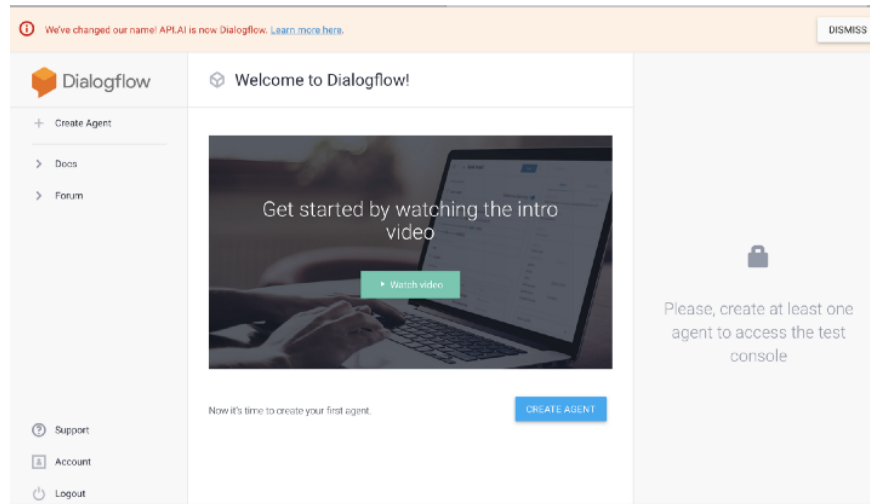 We've changed our name! API.AI is now Dialogflow. Learn more here.
DISMISS
Dialogflow
Welcome to Dialogflow!
Create Agent
Docs
Forum
Get started by watching the intro
video
Watch video
Please, create at least one
agent to access the test
console
Now it's time to create your first agent.
CREATE AGENT
Support
Account
Logout